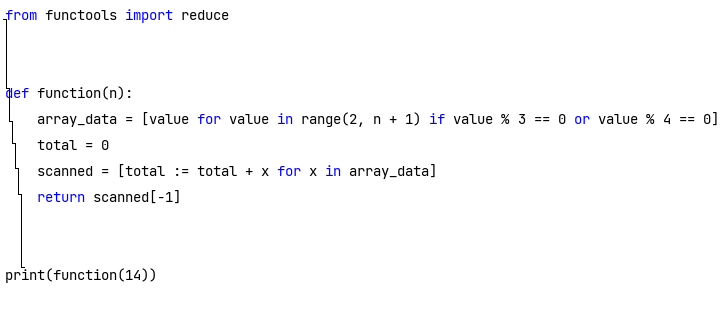 from functools import reduce
def function(n):
    array_data = [value for value in range(2, n + 1) if value % 3 == 0 or value % 4 == 0]
    total = 0
    scanned = [total := total + x for x in array_data]
    return scanned[-1]
print(function(14))